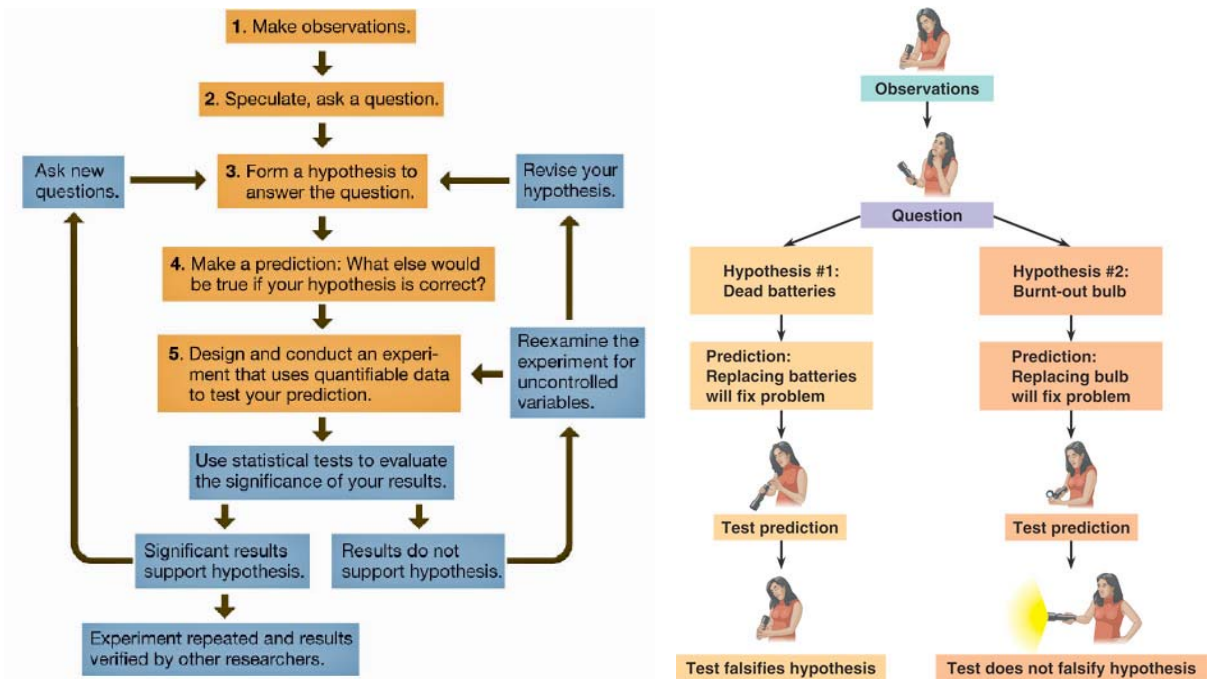 1. Make observations.
2. Speculate, ask a question.
Ask new
questions.
3. Form a hypothesis to
answer the question.
Revise your
hypothesis.
4. Make a prediction: What else would
be true if your hypothesis is correct?
5. Design and conduct an experi-
ment that uses quantifiable data
to test your prediction.
Reexamine the
experiment for
uncontrolled
variables.
Use statistical tests to evaluate
the significance of your results.
Significant results
support hypothesis.
Results do not
support hypothesis.
Experiment repeated and results
verified by other researchers.
Observations
Question
Hypothesis #1:
Dead batteries
Hypothesis #2:
Burnt-out bulb
Prediction:
Replacing batteries
will fix problem
Prediction:
Replacing bulb
will fix problem
Test prediction
Test prediction
Test falsifies hypothesis
Test does not falsify hypothesis